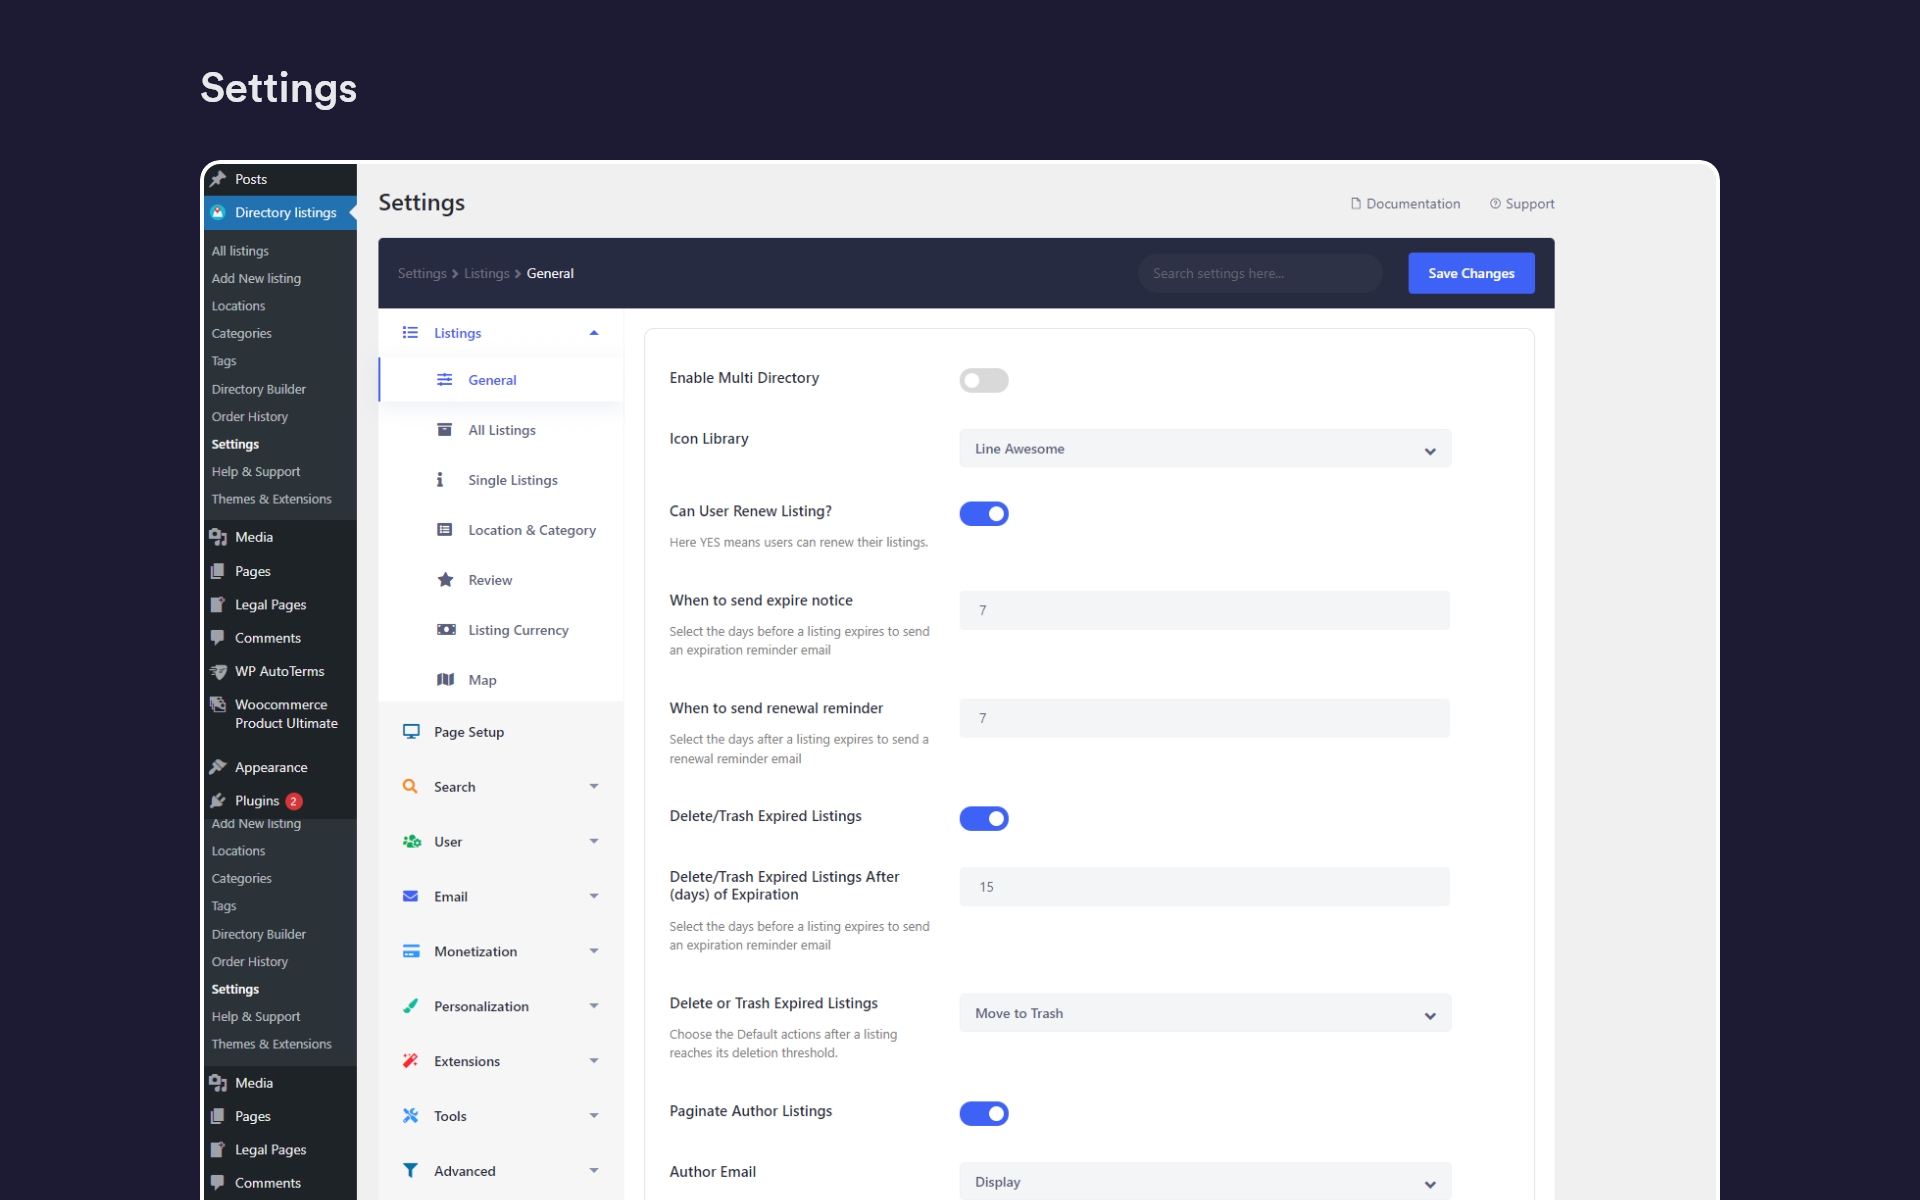 Settings
Posts
Directory listings
All listings
Add New listing
Locations
Categories
Tags
Directory Builder
Order History
Settings
Help & Support
Themes & Extensions
Media
Pages
Legal Pages
Comments
WP AutoTerms
Woocommerce
Product Ultimate
Appearance
Plugins 2
Add New listing
Locations
Categories
Tags
Directory Builder
Order History
Settings
Help & Support
Themes & Extensions
Media
Pages
Legal Pages
Comments
Settings
Documentation
Support
Settings > Listings > General
Search settings here...
Save Changes
Listings
General
All Listings
Single Listings
Location & Category
Review
Listing Currency
Map
Page Setup
Search
User
Email
Monetization
Personalization
Extensions
Tools
Advanced
Enable Multi Directory
Icon Library
Line Awesome
Can User Renew Listing?
Here YES means users can renew their listings.
When to send expire notice
7
Select the days before a listing expires to send
an expiration reminder email
When to send renewal reminder
7
Select the days after a listing expires to send a
renewal reminder email
Delete/Trash Expired Listings
Delete/Trash Expired Listings After
(days) of Expiration
15
Select the days before a listing expires to send
an expiration reminder email
Delete or Trash Expired Listings
Move to Trash
Choose the Default actions after a listing
reaches its deletion threshold.
Paginate Author Listings
Author Email
Display